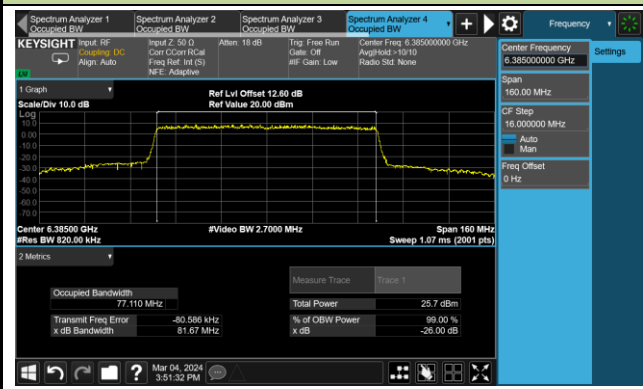 Spectrum Analyzer 1
Occupied BW
Spectrum Analyzer 2
Occupied BW
Spectrum Analyzer 3
Occupied BW
Spectrum Analyzer 4
Occupied BW
Frequency
KEYSIGHT
Input: RF
Coupling: DC
Align: Auto
Input Z: 50 Ω
Corr CCorr RCal
Freq Ref: Int (S)
NFE: Adaptive
Atten: 18 dB
Trig: Free Run
Gate: Off
#IF Gain: Low
Center Freq: 6.385000000 GHz
Avg|Hold:>10/10
Radio Std: None
Center Frequency
6.385000000 GHz
Settings
Span
160.00 MHz
CF Step
16.000000 MHz
Auto
Man
Freq Offset
0 Hz
1 Graph
Scale/Div 10.0 dB
Ref Lvl Offset 12.60 dB
Ref Value 20.00 dBm
Log
10.0
0.00
-10.0
-20.0
-30.0
-40.0
-50.0
-60.0
-70.0
Center 6.38500 GHz
#Res BW 820.00 kHz
#Video BW 2.7000 MHz
Span 160 MHz
Sweep 1.07 ms (2001 pts)
2 Metrics
Measure Trace
Trace 1
Occupied Bandwidth
77.110 MHz
Total Power
25.7 dBm
Transmit Freq Error
-80.586 kHz
% of OBW Power
99.00 %
x dB Bandwidth
81.67 MHz
x dB
-26.00 dB
Mar 04, 2024
3:51:32 PM